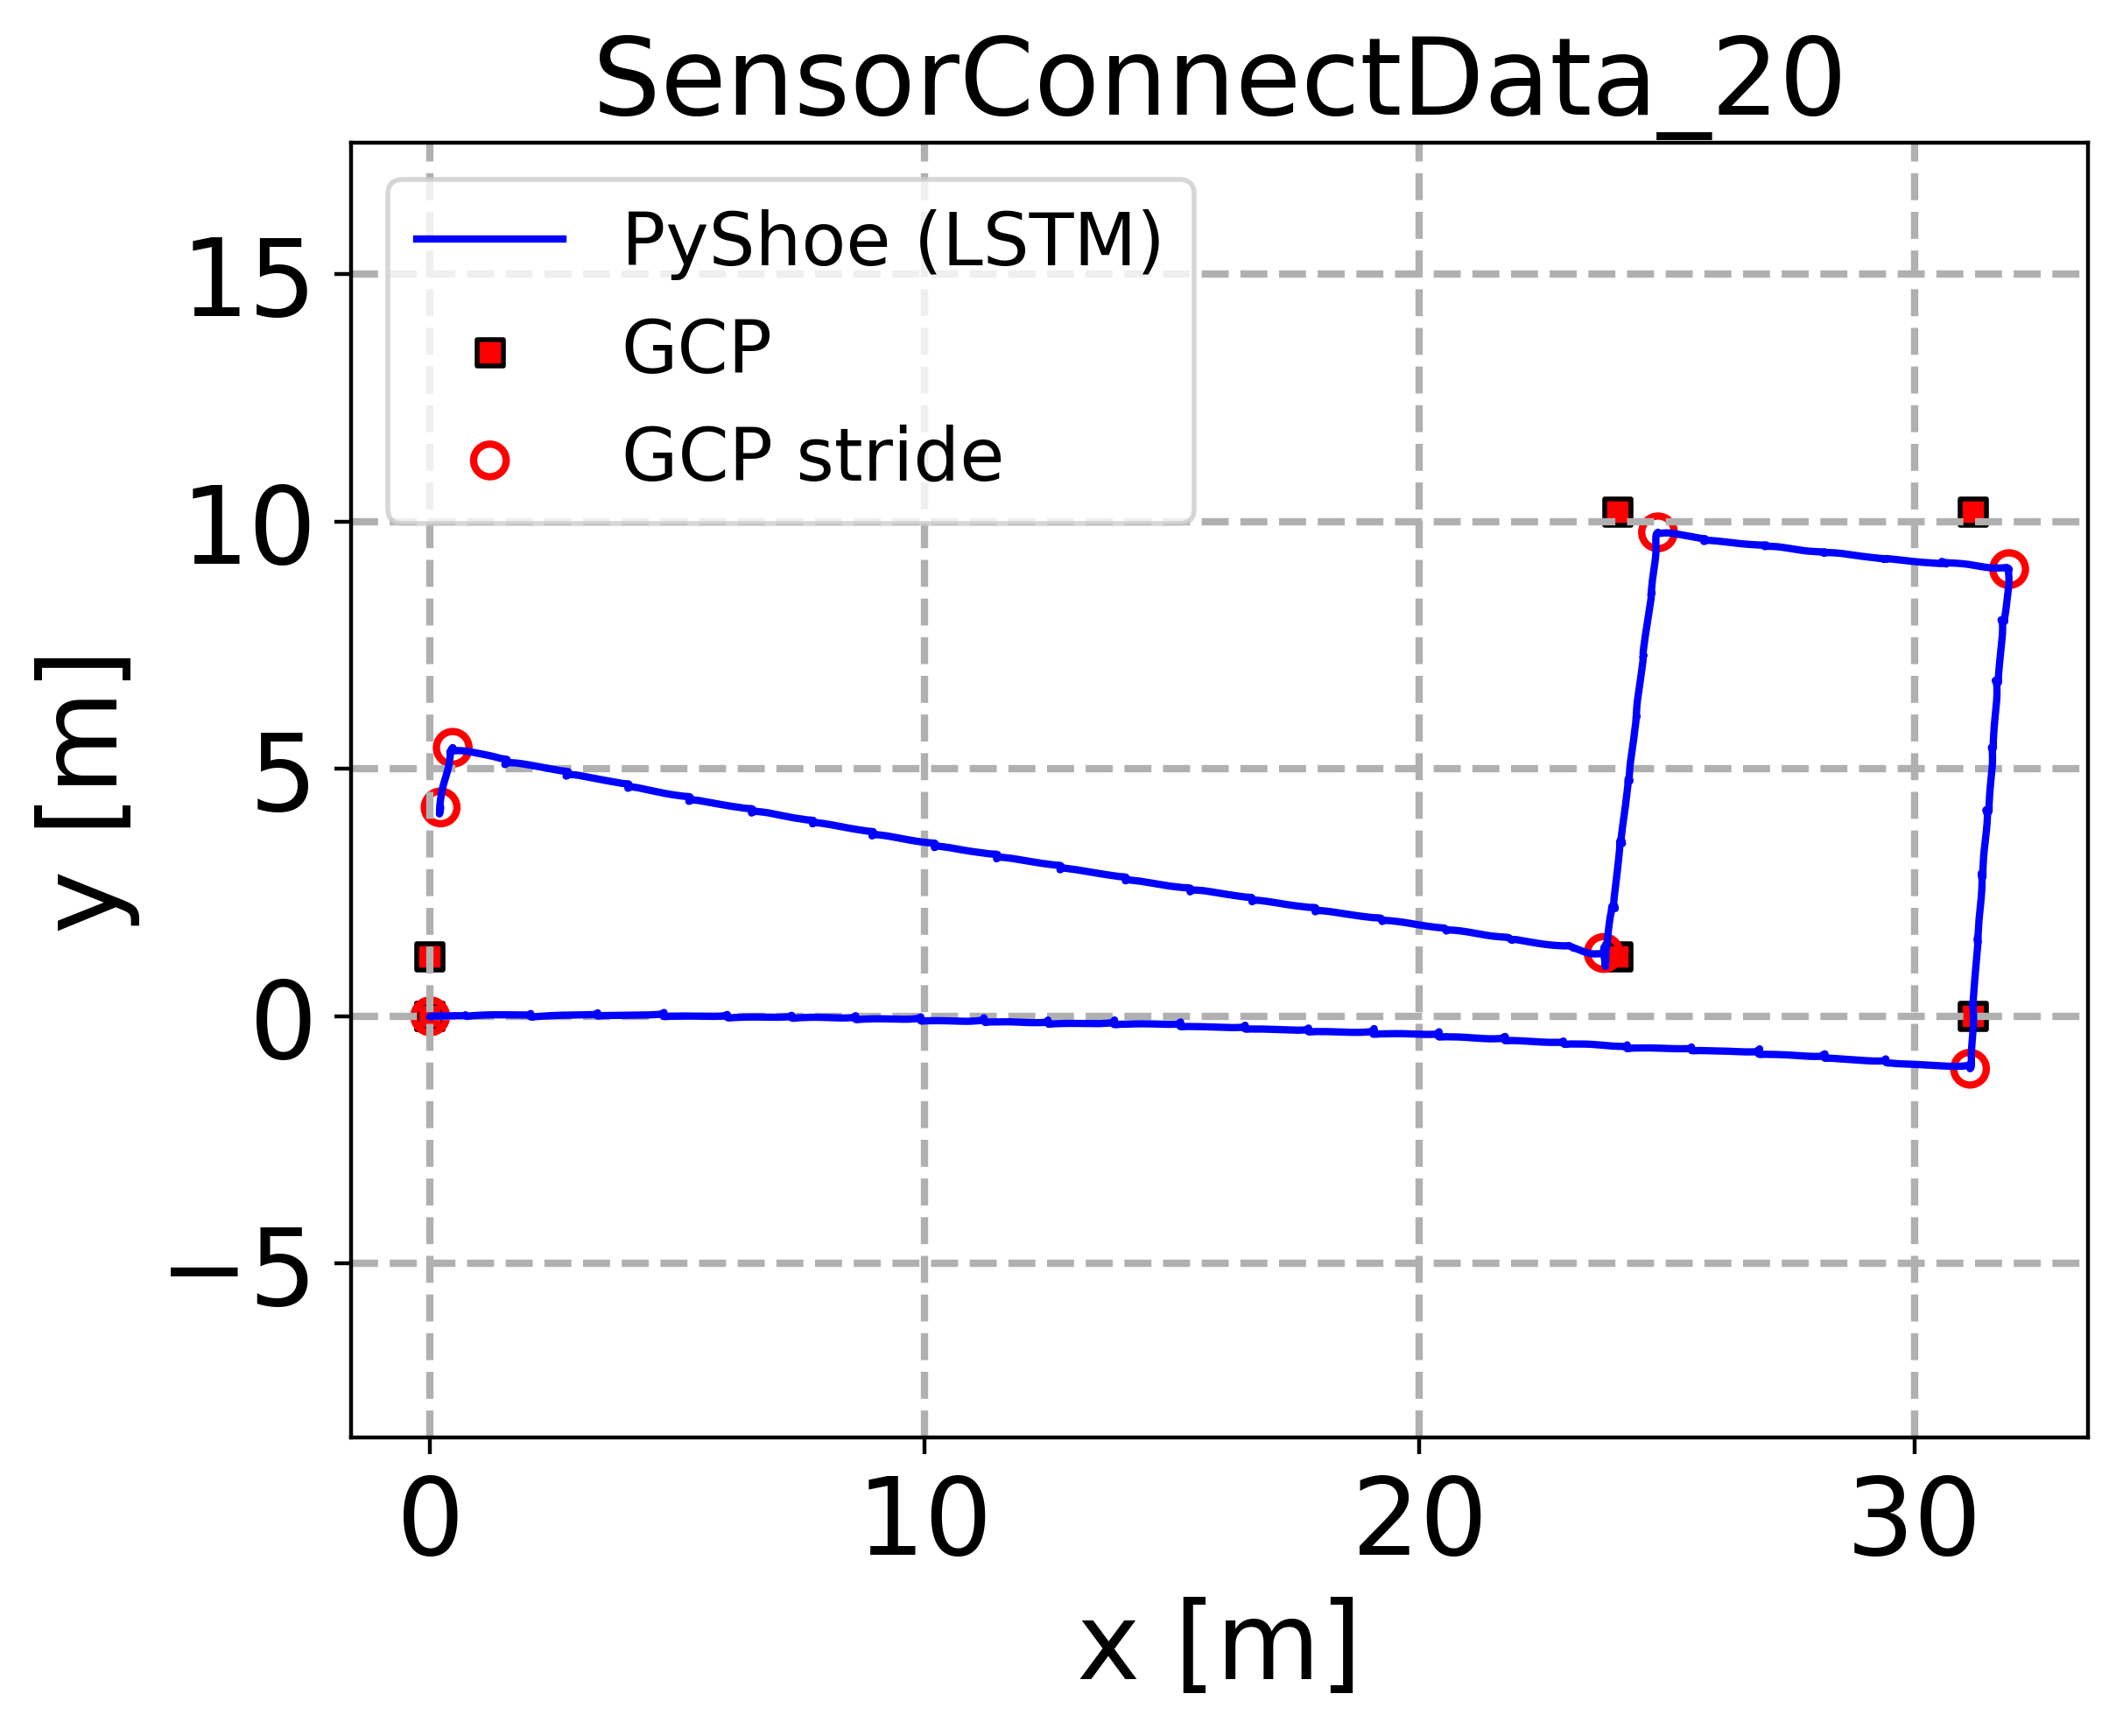 SensorConnectData_20
PyShoe (LSTM)
GCP
GCP stride
15
10
5
0
−5
y [m]
0 10 20 30
x [m]